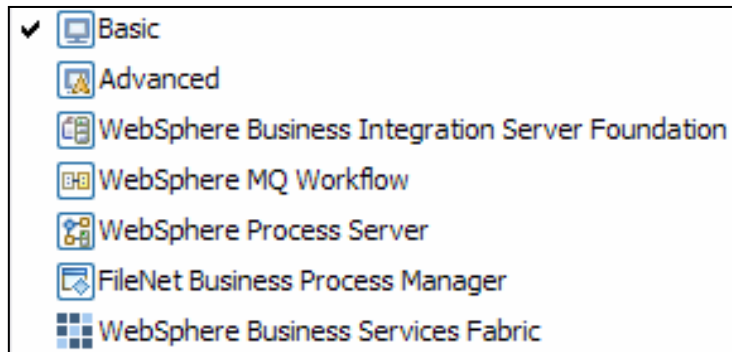 Basic
Advanced
WebSphere Business Integration Server Foundation
WebSphere MQ Workflow
WebSphere Process Server
FileNet Business Process Manager
WebSphere Business Services Fabric